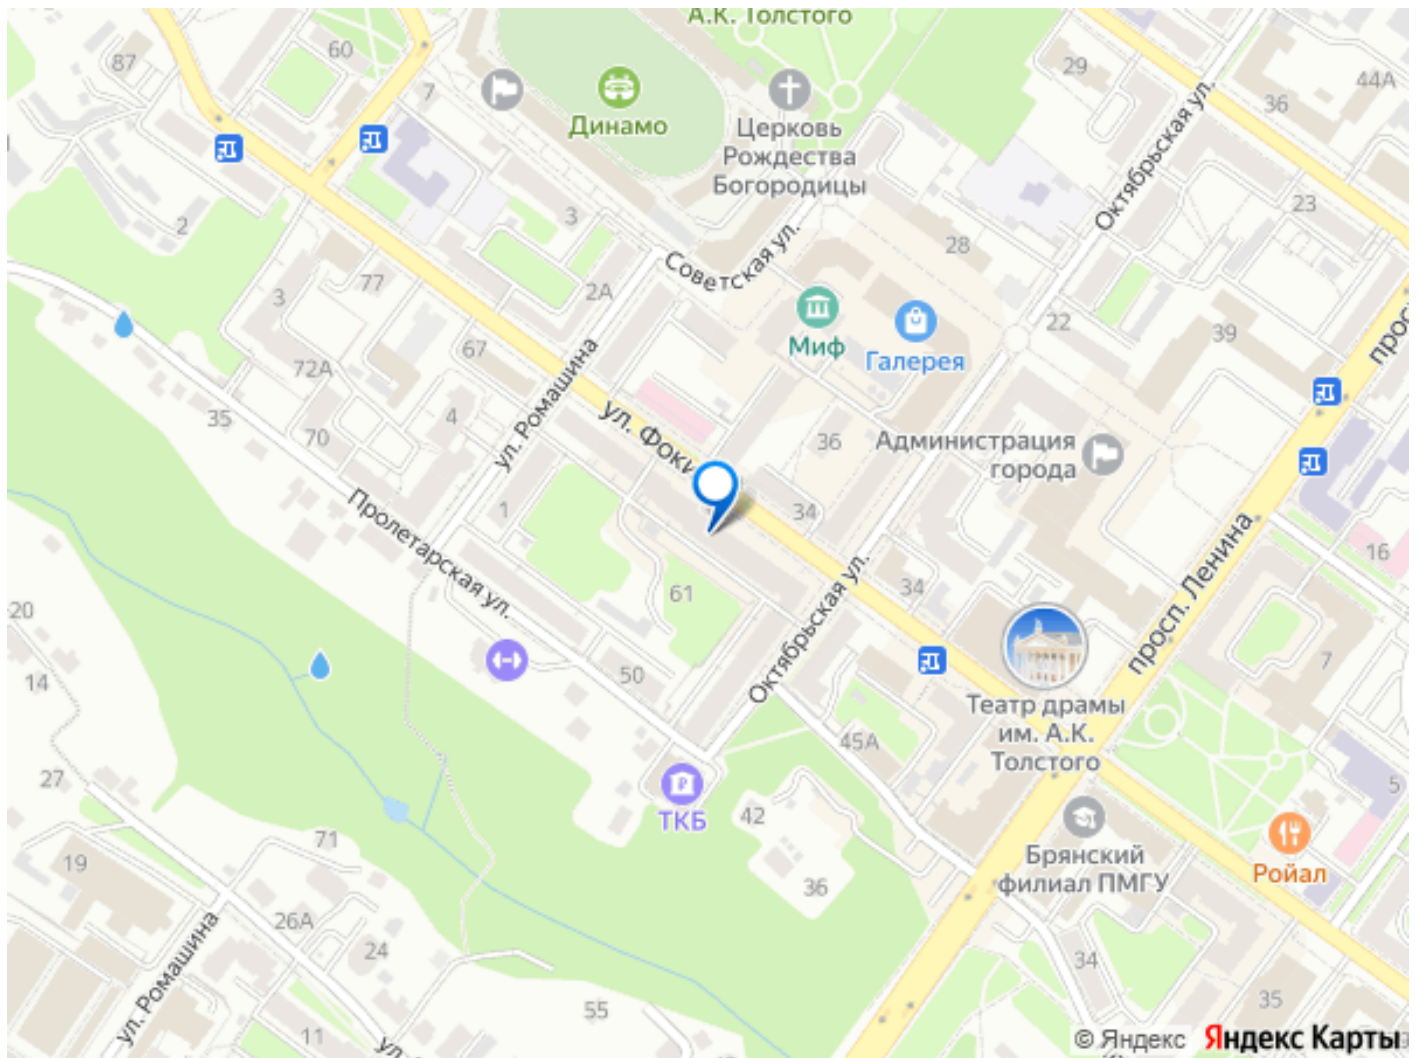 А.К. Толстого
60
87
29
44А
7
36
Динамо
Церковь
Рождества
Богородицы
Октябрьская ул.
23
2
3
28
Советская ул.
77
3
2А
22
39
просп
Миф
Галерея
67
72А
ул. Ромашина
35
70
4
ул. Фоки
36
Администрация
города
1
34
Пролетарская ул.
16
просп. Ленина
61
34
20
Октябрьская ул.
7
14
50
Театр драмы
им. А.К.
Толстого
45А
27
5
ТКБ
42
71
19
Брянский
филиал ПМГУ
Ройал
36
26А
24
ул. Ромашина
34
55
35
11
ул.
© Яндекс Яндекс Карты